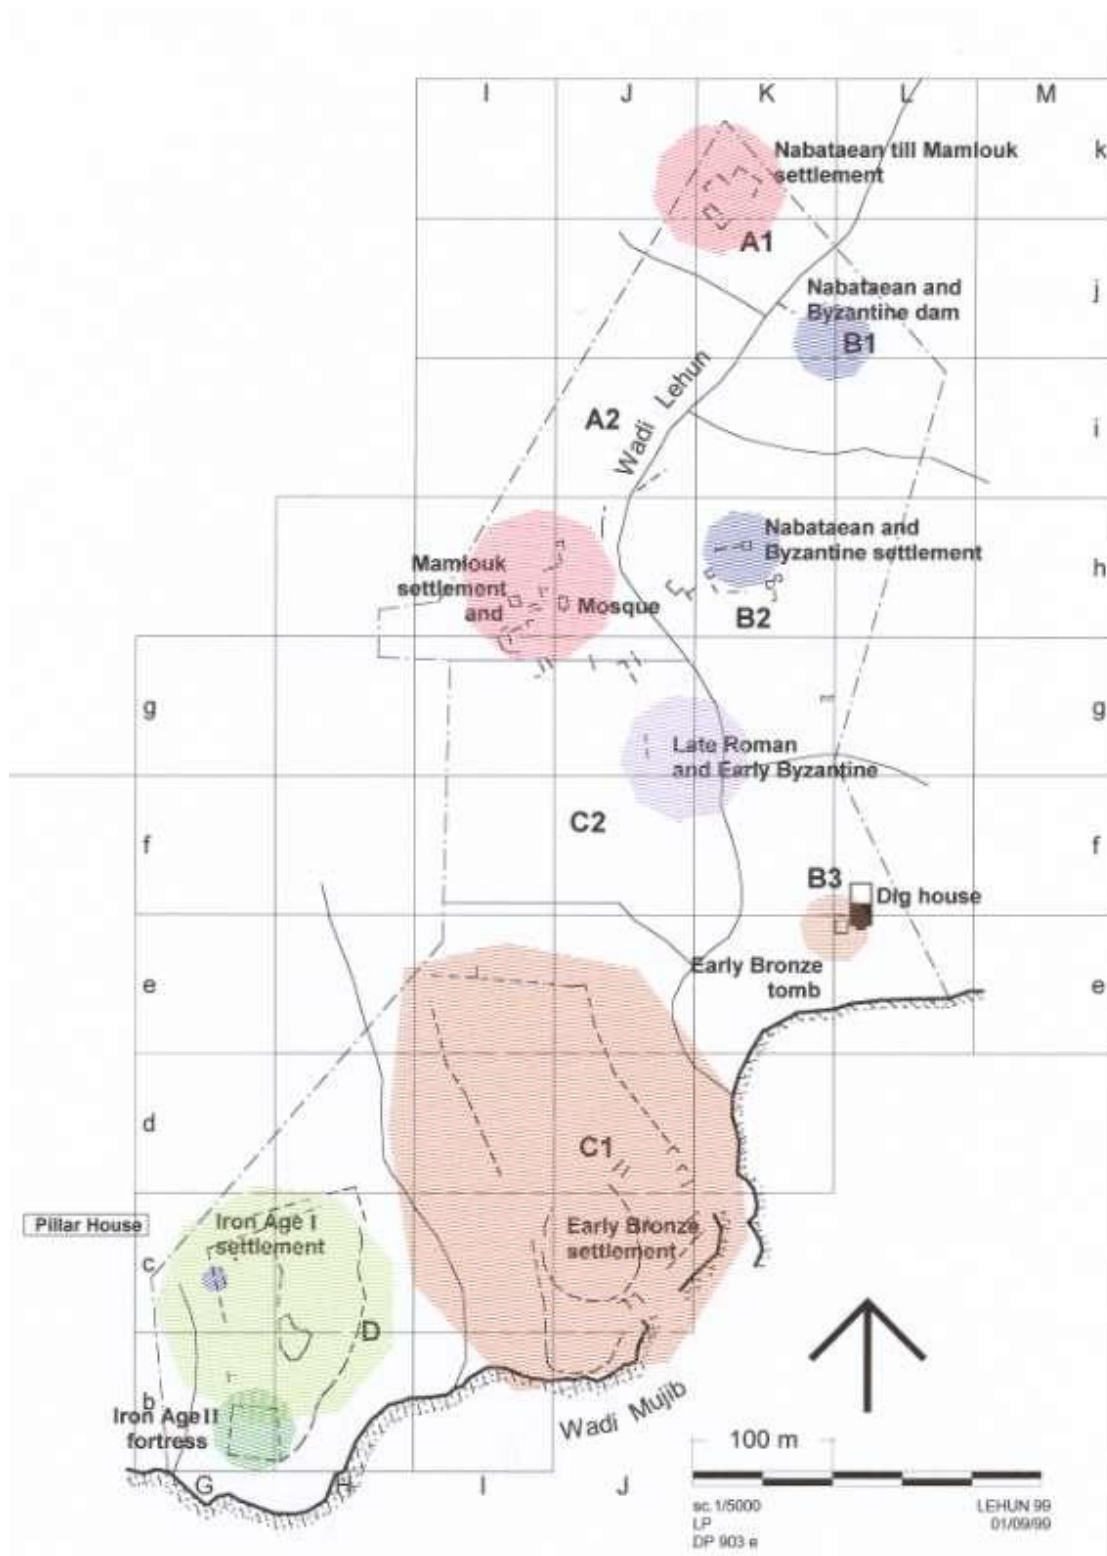 I
J
K
L
M
k
Nabataean till Mamlouk
settlement
A1
j
Nabataean and
Byzantine dam
B1
i
A2
Wadi Lehun
Nabataean and
Byzantine settlement
h
Mamlouk
settlement
and
Mosque
B2
g
g
Late Roman
and Early Byzantine
C2
f
f
B3
Dig house
Early Bronze
tomb
e
e
d
C1
Pillar House
Iron Age I
settlement
Early Bronze
settlement
c
D
b
Iron Age II
fortress
Wadi Mujib
100 m
G
H
I
J
sc. 1/5000
LP
DP 903 e
LEHUN 99
01/09/99